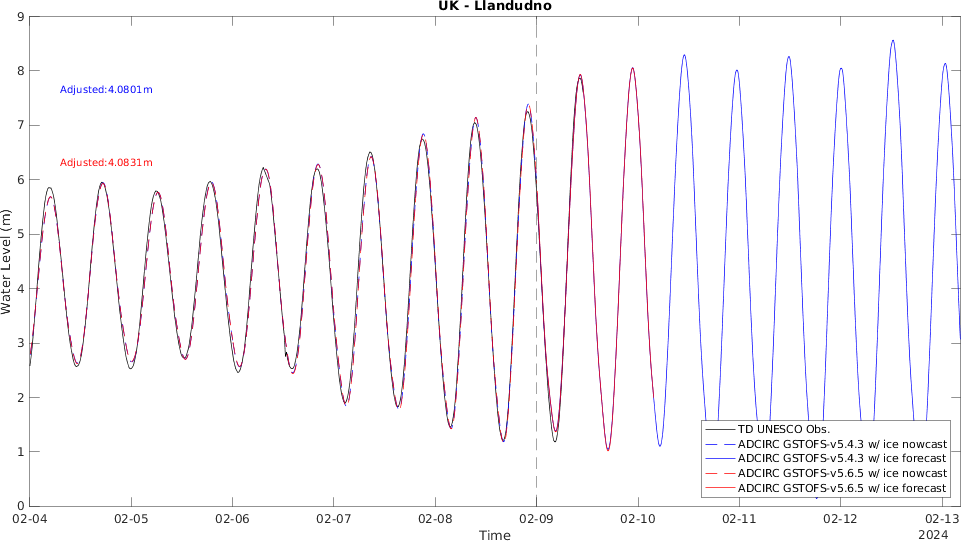 UK - Llandudno
9
8
7
6
5
4
3
2
1
0
Water Level (m)
Adjusted:4.0801m
Adjusted:4.0831m
TD UNESCO Obs.
ADCIRC GSTOFS-v5.4.3 w/ ice nowcast
ADCIRC GSTOFS-v5.4.3 w/ ice forecast
ADCIRC GSTOFS-v5.6.5 w/ ice nowcast
ADCIRC GSTOFS-v5.6.5 w/ ice forecast
02-04 02-05 02-06 02-07 02-08 02-09 02-10 02-11 02-12 02-13
Time
2024